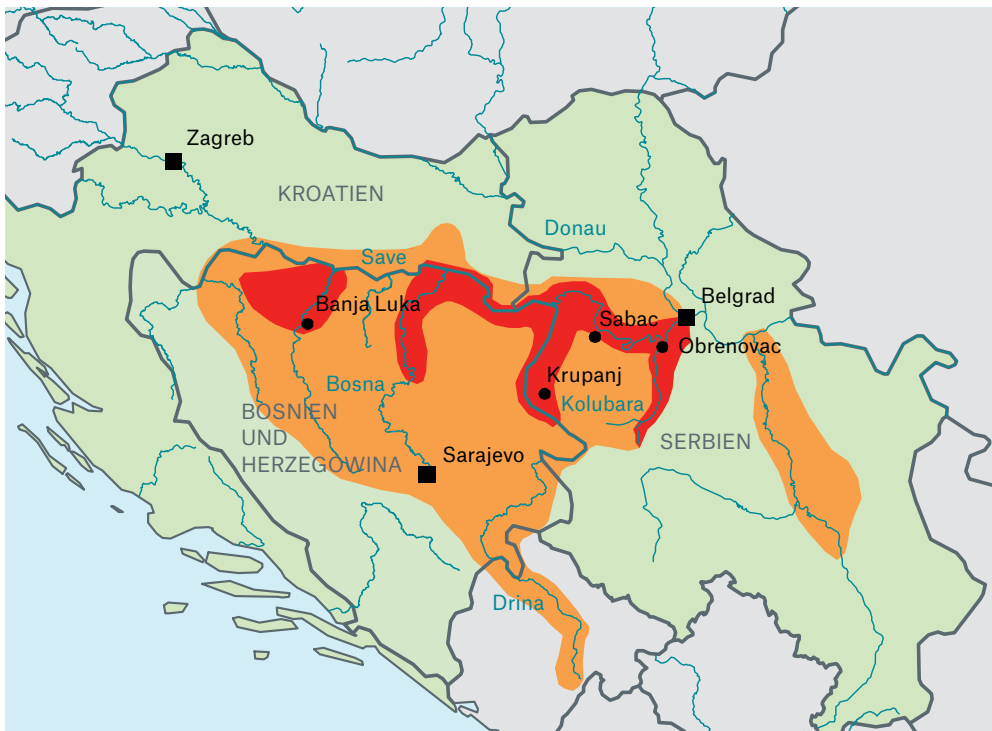 Zagreb
KROATIEN
Donau
Save
Belgrad
Banja Luka
Sabac
Obrenovac
Krupanj
Bosna
Kolubara
BOSNIEN
UND
HERZEGOWINA
SERBIEN
Sarajevo
Drina